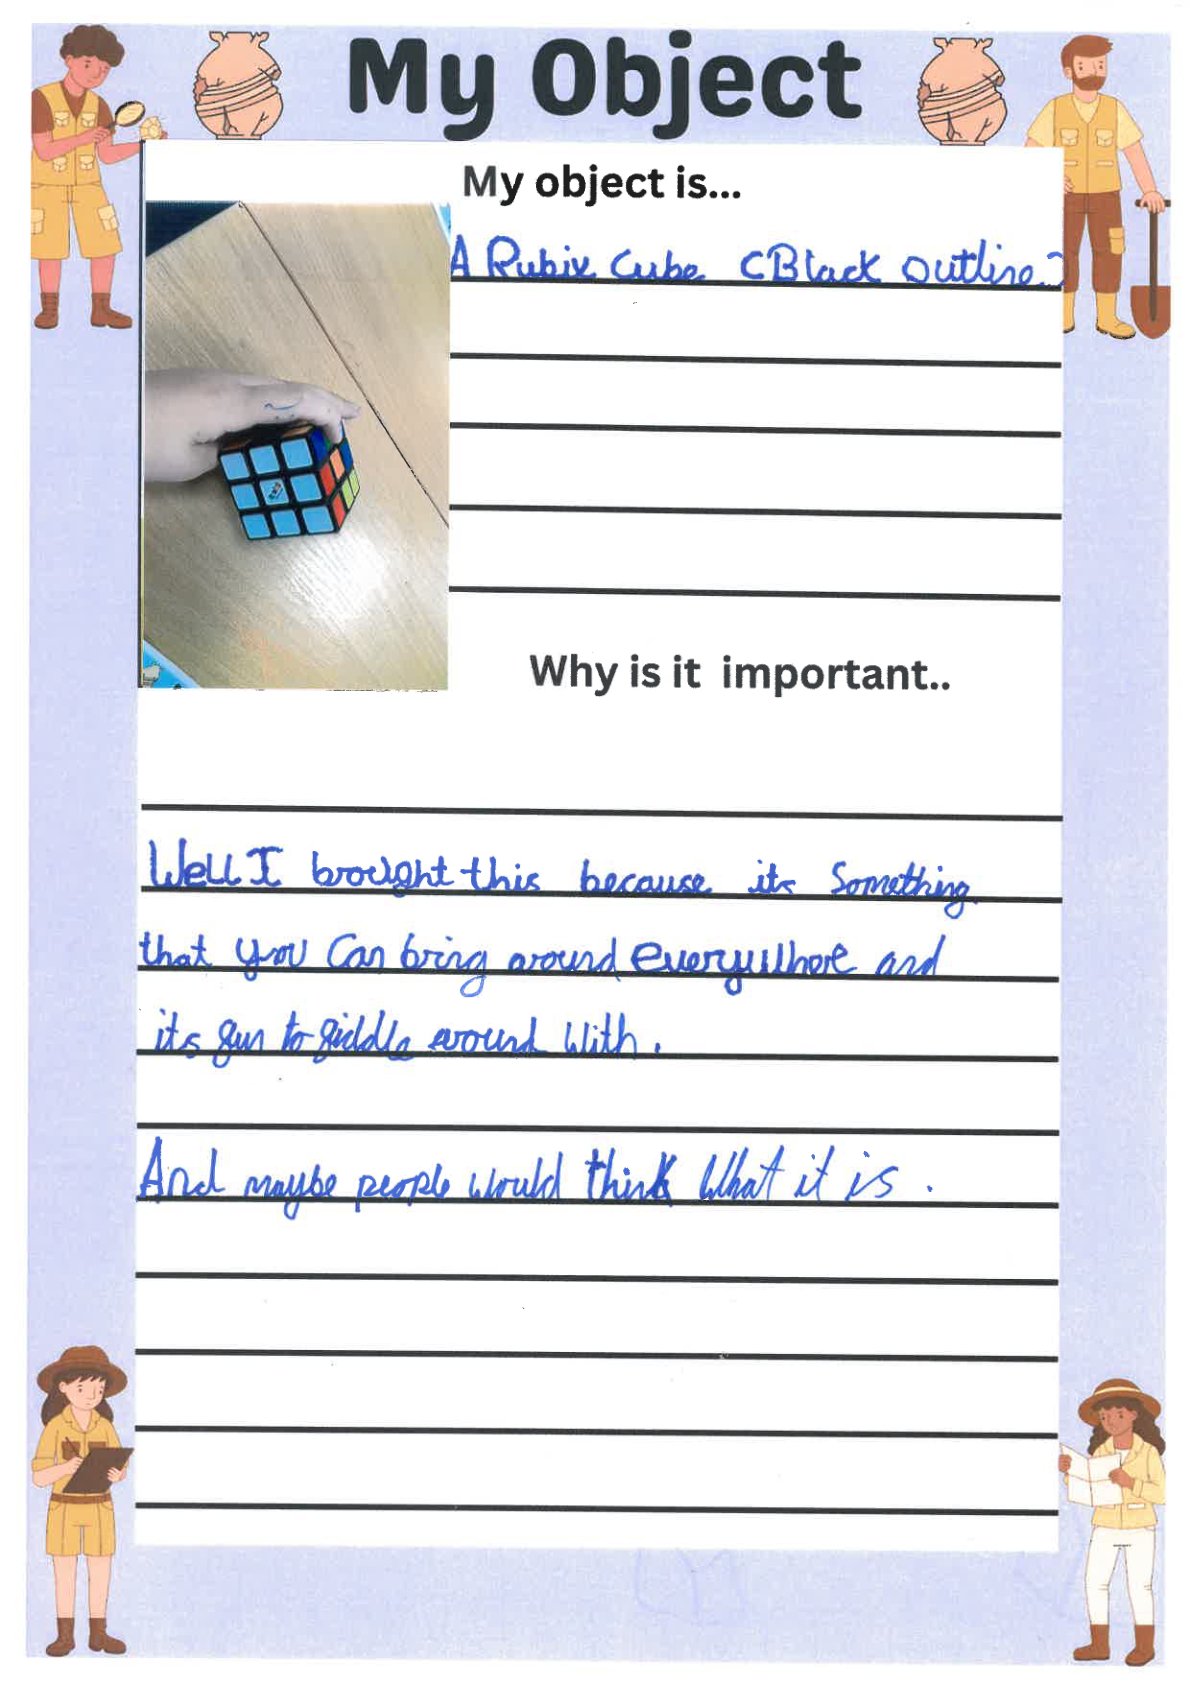 My Object
My object is...
A Rubix Cube (Black outline.)
Why is it important..
Well I brought this because its Something
that you Can bring around everywhere and
its fun to fiddle around With.
And maybe people would think What it is.